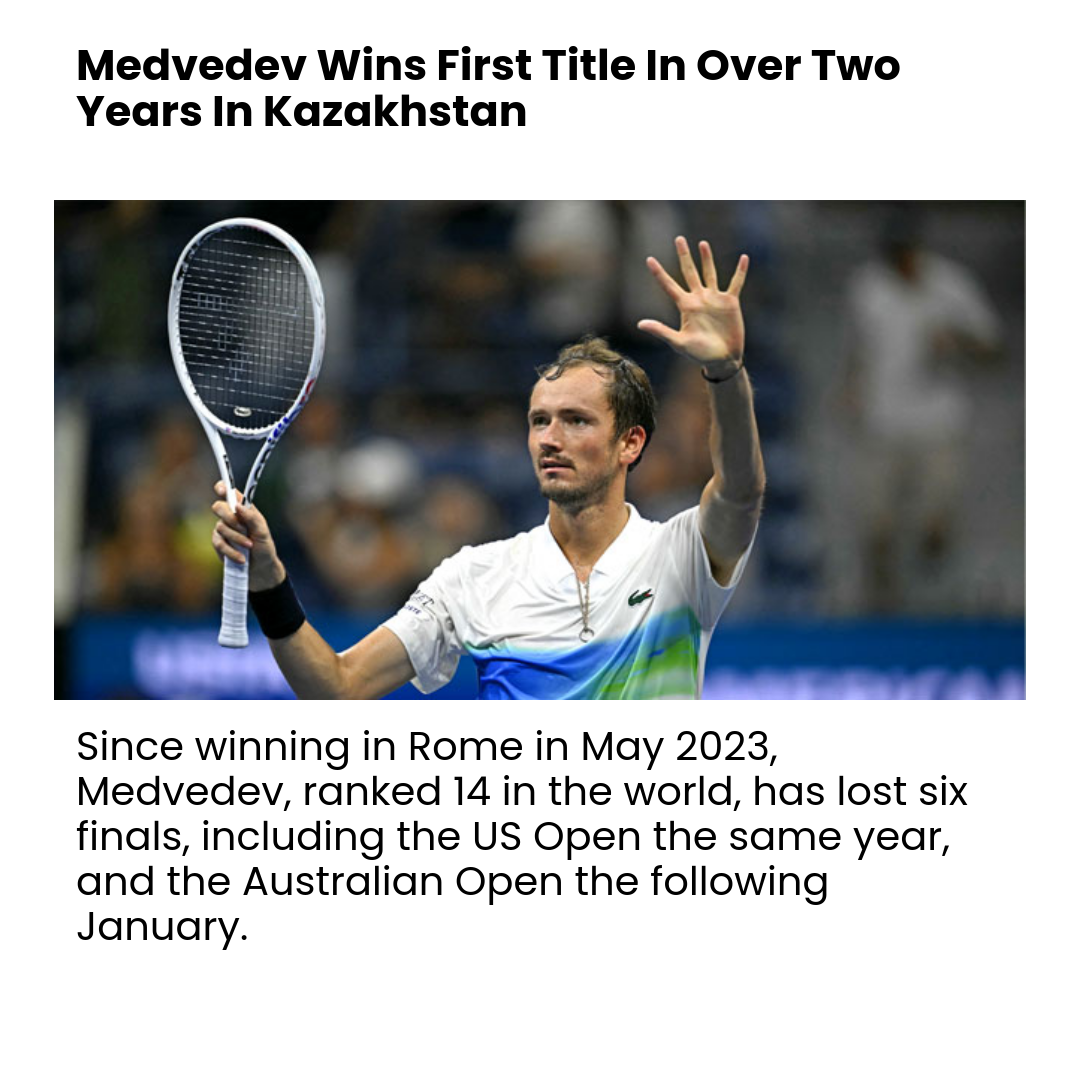 Medvedev Wins First Title In Over Two
Years In Kazakhstan
Since winning in Rome in May 2023,
Medvedev, ranked 14 in the world, has lost six
finals, including the US Open the same year,
and the Australian Open the following
January.